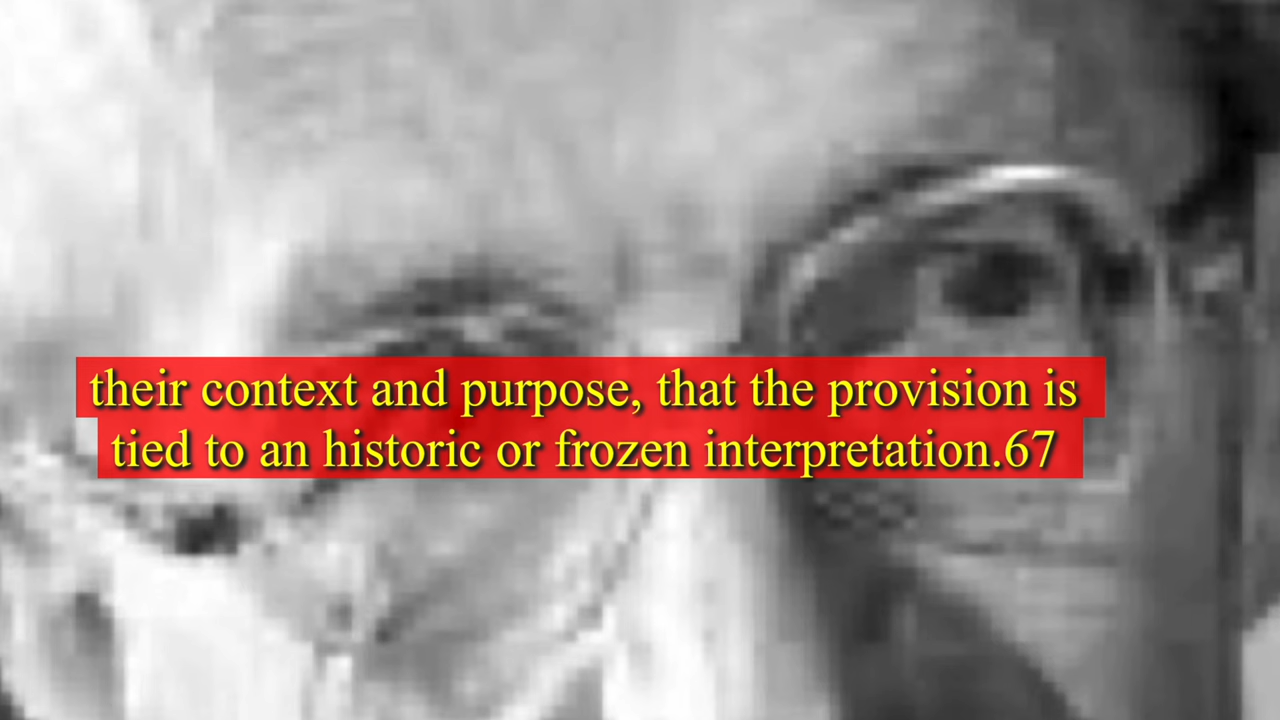 their context and purpose, that the provision is
tied to an historic or frozen interpretation.67